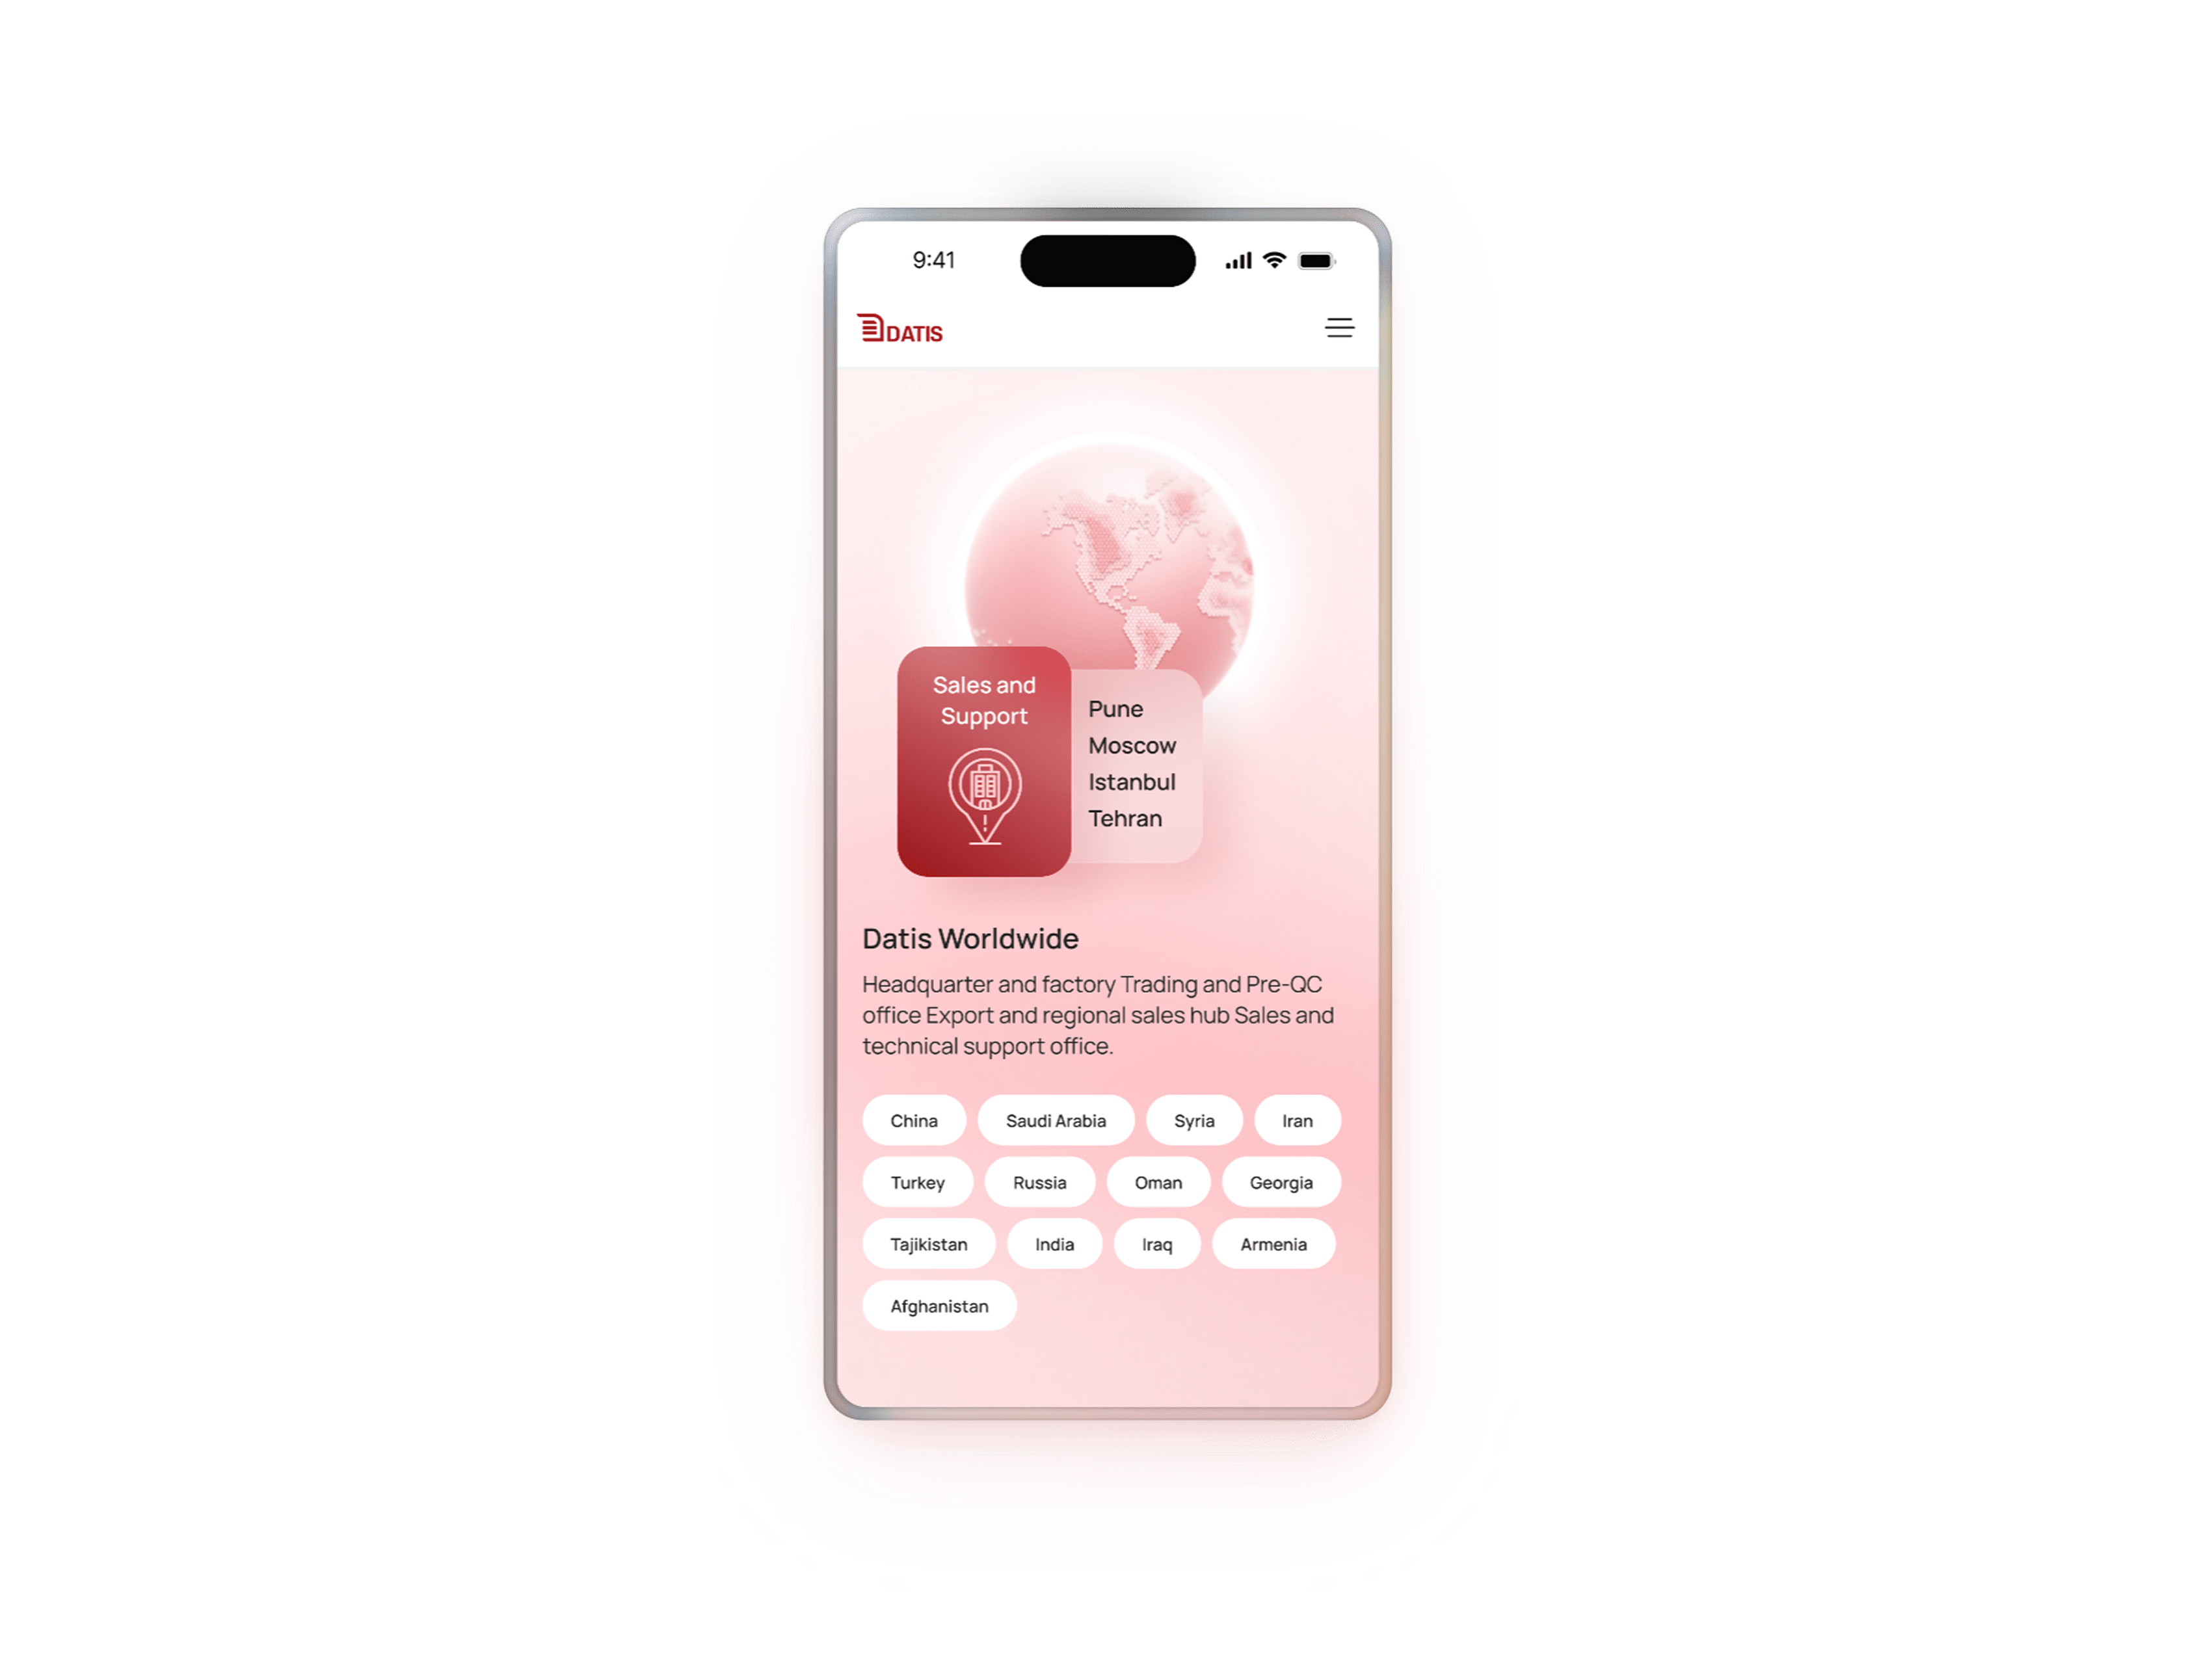 9:41
DATIS
Sales and
Support
Pune
Moscow
Istanbul
Tehran
Datis Worldwide
Headquarter and factory Trading and Pre-QC
office Export and regional sales hub Sales and
technical support office.
China
Saudi Arabia
Syria
Iran
Turkey
Russia
Oman
Georgia
Tajikistan
India
Iraq
Armenia
Afghanistan